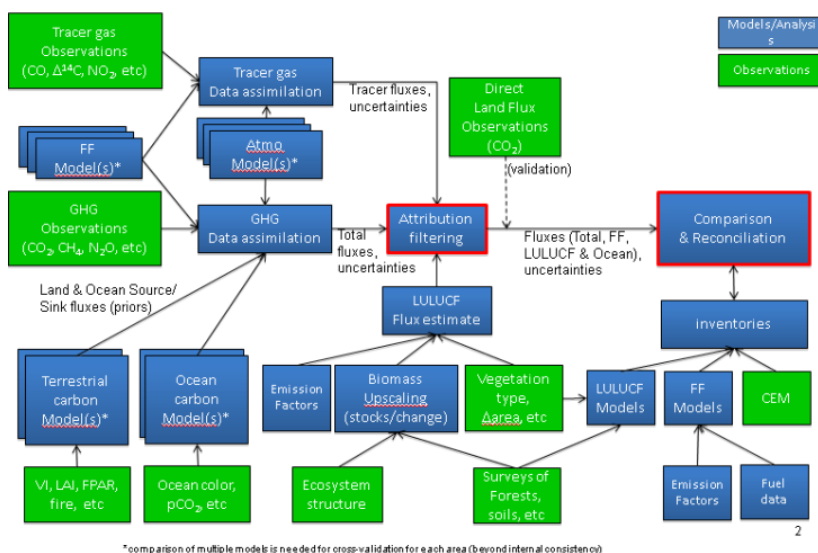 Tracer gas
Observations
(CO, Δ¹⁴C, NO₂, etc)
Tracer gas
Data assimilation
Tracer fluxes,
uncertainties
Direct
Land Flux
Observations
(CO₂)
Models/Analysi
s
Observations
FF
Model(s)*
Atmo
Model(s)*
(validation)
GHG
Observations
(CO₂, CH₄, N₂O, etc)
GHG
Data assimilation
Total
fluxes,
uncertainties
Attribution
filtering
Fluxes (Total, FF,
LULUCF & Ocean),
uncertainties
Comparison
& Reconciliation
Land & Ocean Source/
Sink fluxes (priors)
LULUCF
Flux estimate
inventories
Terrestrial
carbon
Model(s)*
Ocean
carbon
Model(s)*
Emission
Factors
Biomass
Upscaling
(stocks/change)
Vegetation
type,
Δarea, etc
LULUCF
Models
FF
Models
CEM
VI, LAI, FPAR,
fire, etc
Ocean color,
pCO₂, etc
Ecosystem
structure
Surveys of
Forests,
soils, etc
Emission
Factors
Fuel
data
2
*comparison of multiple models is needed for cross-validation for each area (beyond internal consistency)